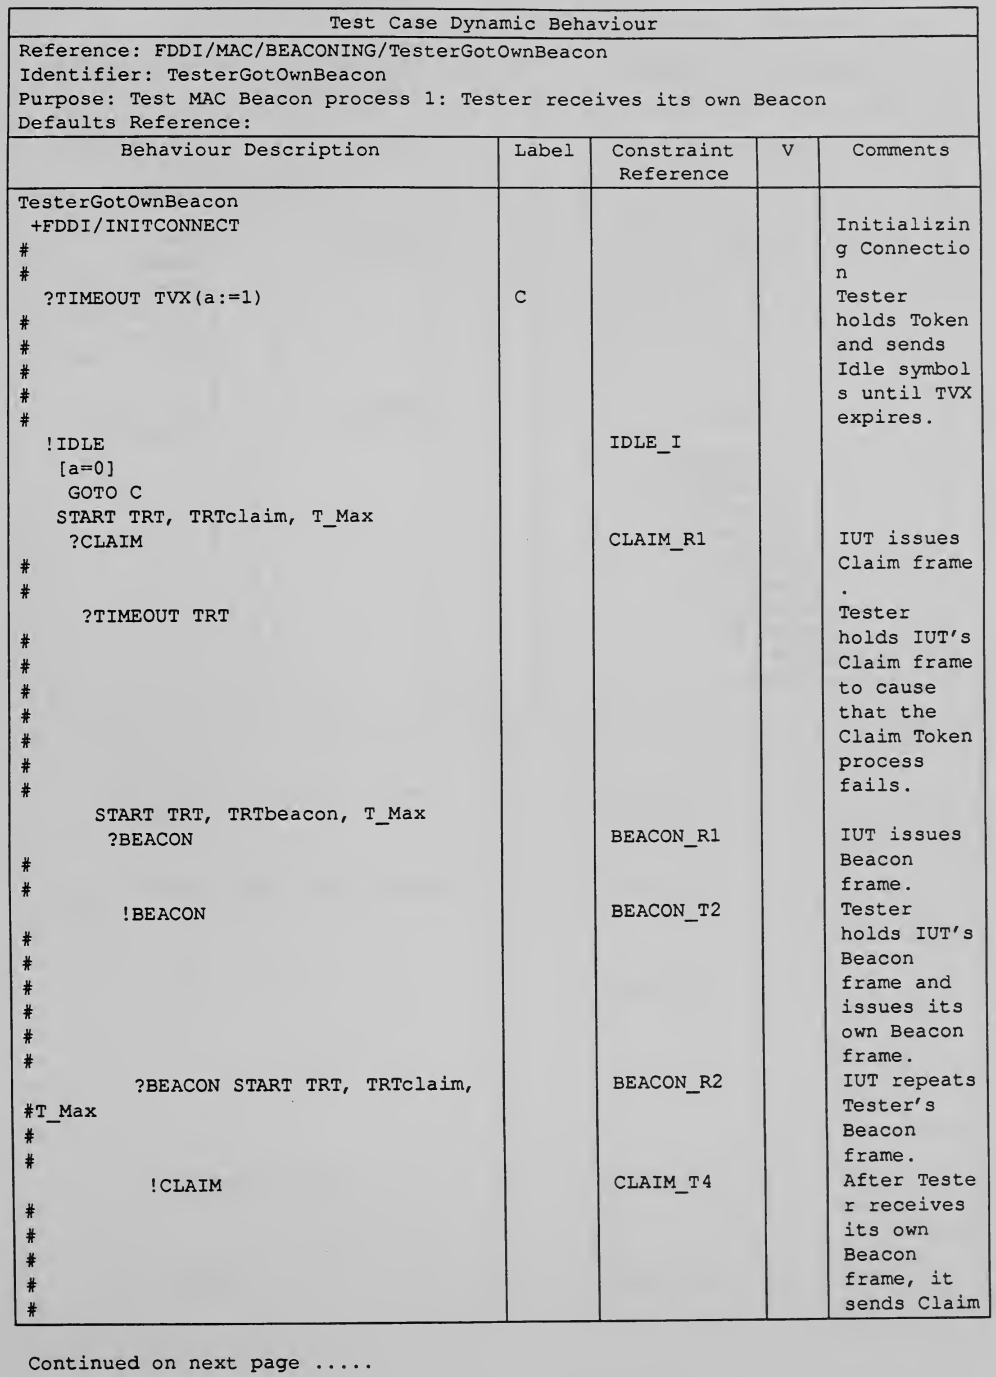 Test Case Dynamic Behaviour
Reference: FDDI/MAC/BEACONING/TesterGotOwnBeacon
Identifier: TesterGotOwnBeacon
Purpose: Test MAC Beacon process 1: Tester receives its own Beacon
Defaults Reference:
Behaviour Description Label Constraint V Comments
Reference
TesterGotOwnBeacon
+FDDI/INITCONNECT Initializin
# g Connectio
# n
?TIMEOUT TVX(a:=1) C Tester
# holds Token
# and sends
# Idle symbol
# s until TVX
# expires.
!IDLE IDLE_I
[a=0]
GOTO C
START TRT, TRTclaim, T_Max
?CLAIM CLAIM_R1 IUT issues
# Claim frame
# .
?TIMEOUT TRT Tester
# holds IUT's
# Claim frame
# to cause
# that the
# Claim Token
# process
# fails.
START TRT, TRTbeacon, T_Max
?BEACON BEACON_R1 IUT issues
# Beacon
# frame.
!BEACON BEACON_T2 Tester
# holds IUT's
# Beacon
# frame and
# issues its
# own Beacon
# frame.
?BEACON START TRT, TRTclaim, BEACON_R2 IUT repeats
#T_Max Tester's
# Beacon
# frame.
!CLAIM CLAIM_T4 After Teste
# r receives
# its own
# Beacon
# frame, it
# sends Claim
Continued on next page .....